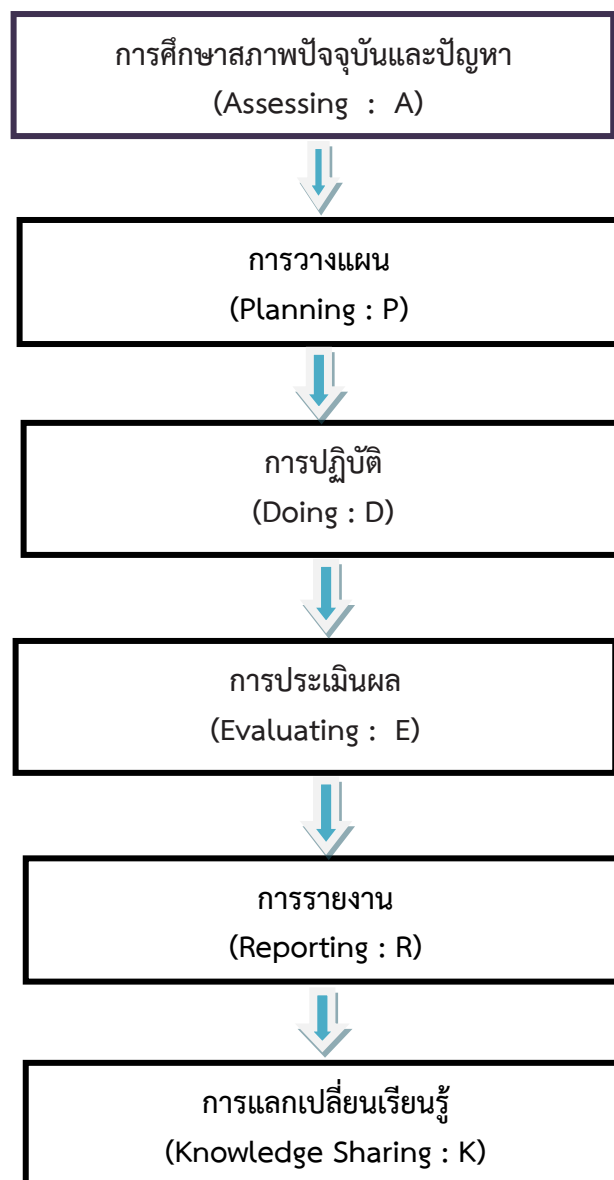 การศึกษาสภาพปัจจุบันและปัญหา
(Assessing : A)
การวางแผน
(Planning : P)
การปฏิบัติ
(Doing : D)
การประเมินผล
(Evaluating : E)
การรายงาน
(Reporting : R)
การแลกเปลี่ยนเรียนรู้
(Knowledge Sharing : K)